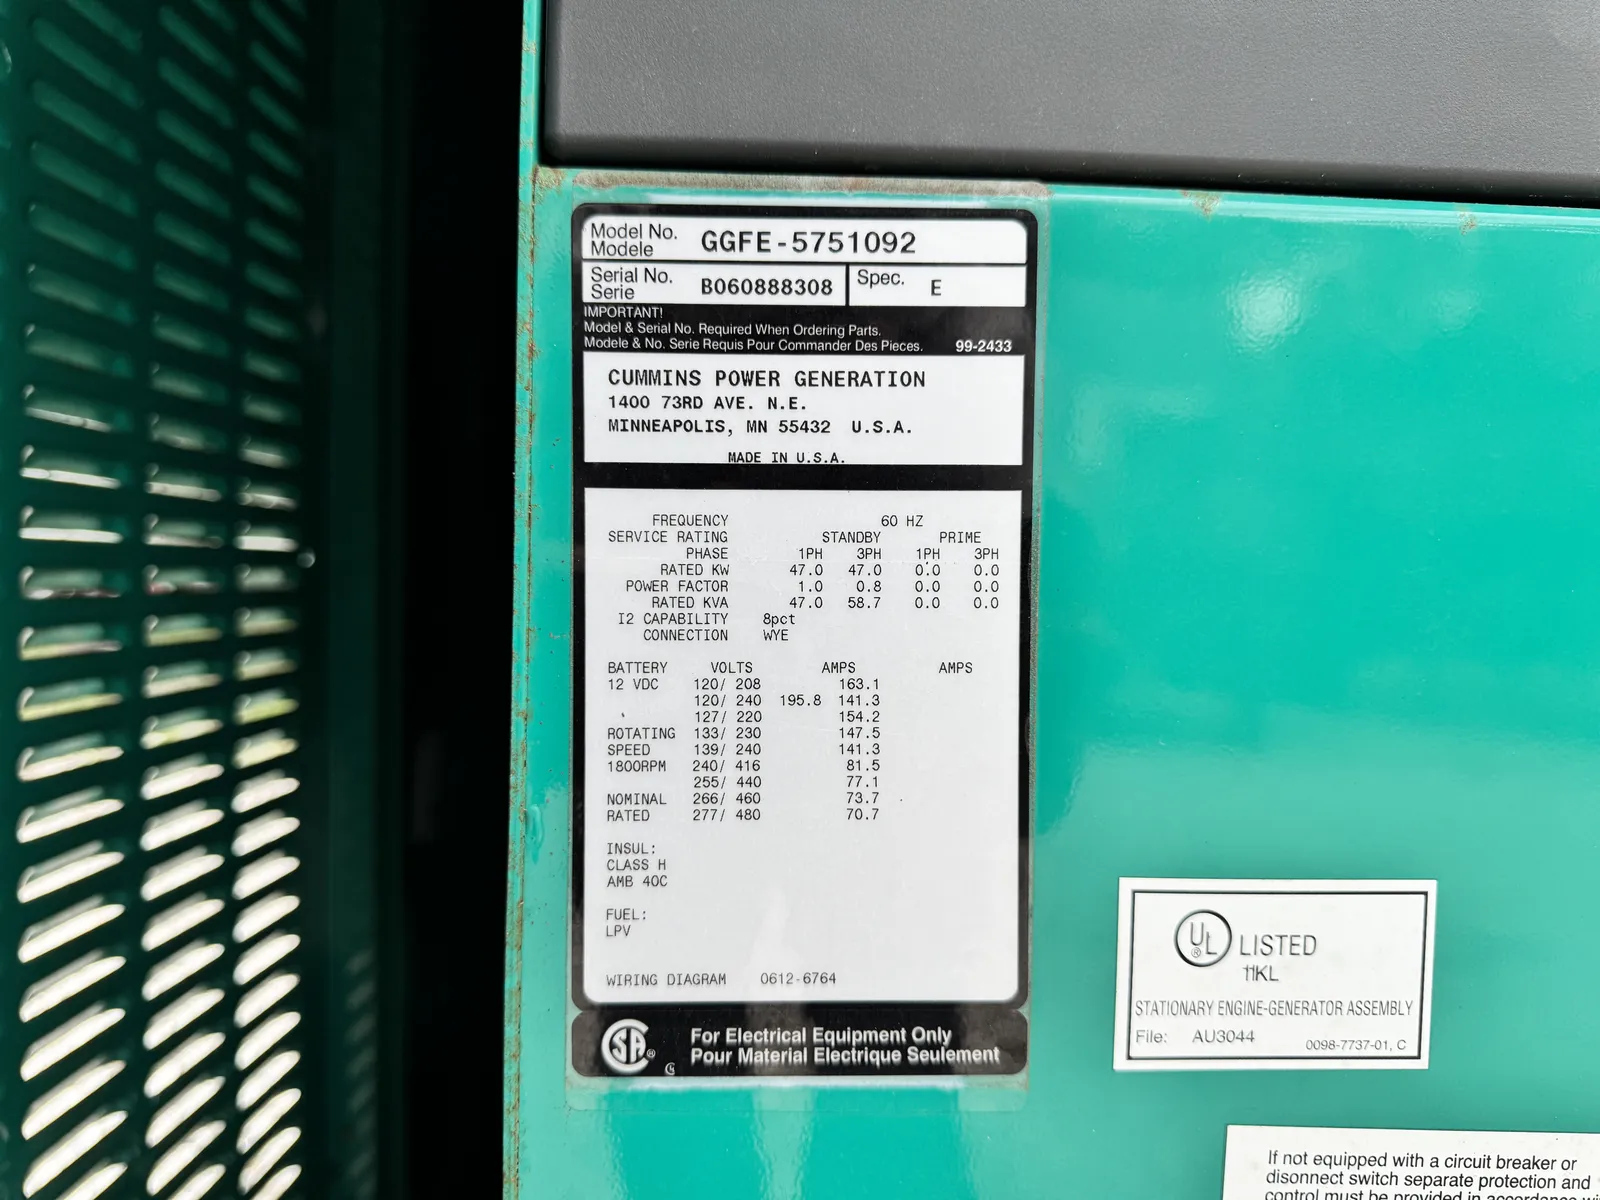 Model No. GGFE-5751092
Modele
Serial No. B060888308 Spec. E
Serie
IMPORTANT!
Model & Serial No. Required When Ordering Parts.
Modele & No. Serie Requis Pour Commander Des Pieces. 99-2433
CUMMINS POWER GENERATION
1400 73RD AVE. N.E.
MINNEAPOLIS, MN 55432 U.S.A.
MADE IN U.S.A.
FREQUENCY 60 HZ
SERVICE RATING STANDBY PRIME
PHASE 1PH 3PH 1PH 3PH
RATED KW 47.0 47.0 0.0 0.0
POWER FACTOR 1.0 0.8 0.0 0.0
RATED KVA 47.0 58.7 0.0 0.0
I2 CAPABILITY 8pct
CONNECTION WYE
BATTERY VOLTS AMPS AMPS
12 VDC 120/ 208 163.1
120/ 240 195.8 141.3
127/ 220 154.2
ROTATING 133/ 230 147.5
SPEED 139/ 240 141.3
1800RPM 240/ 416 81.5
255/ 440 77.1
NOMINAL 266/ 460 73.7
RATED 277/ 480 70.7
INSUL:
CLASS H
AMB 40C
FUEL:
LPV
WIRING DIAGRAM 0612-6764
SA ® For Electrical Equipment Only
Pour Material Electrique Seulement
UL ® LISTED
11KL
STATIONARY ENGINE-GENERATOR ASSEMBLY
File: AU3044 0098-7737-01, C
If not equipped with a circuit breaker or
disonnect switch separate protection and
control must be provided in accordance